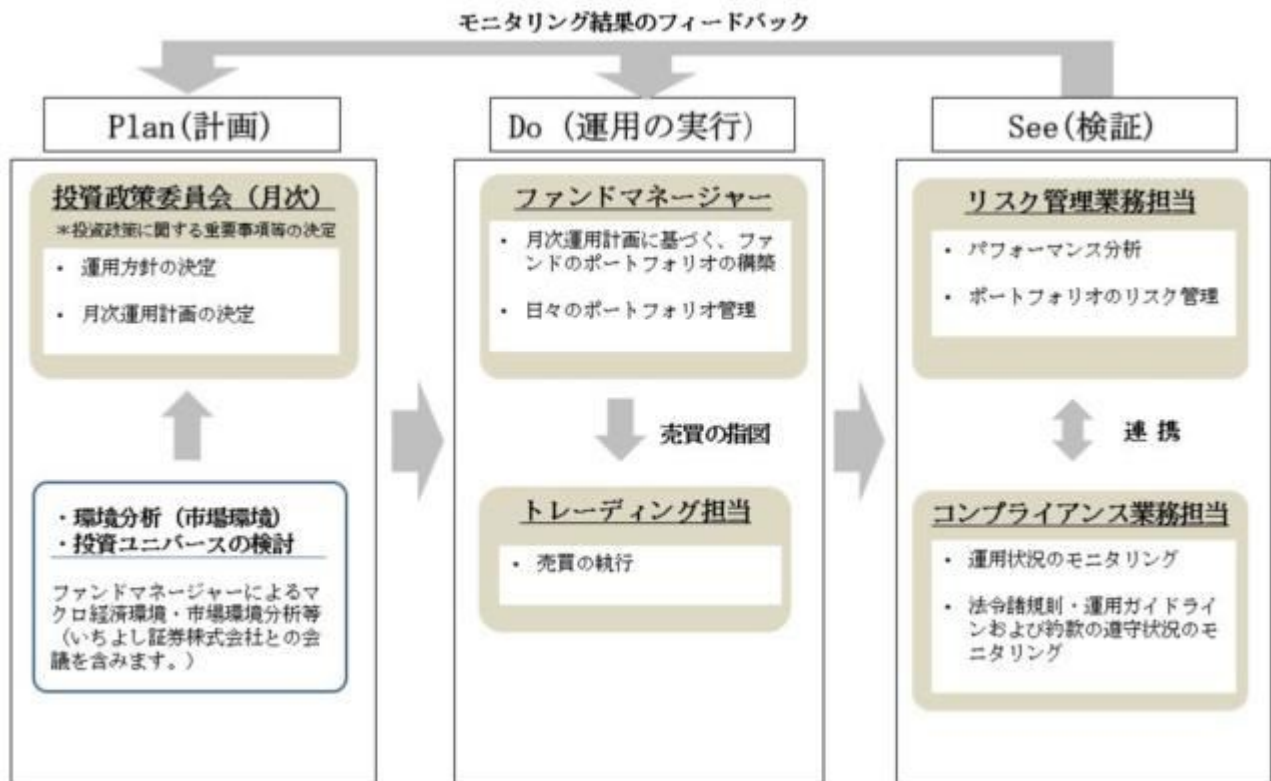 モニタリング結果のフィードバック
Plan(計画)
投資政策委員会（月次）
＊投資政策に関する重要事項等の決定
・ 運用方針の決定
・ 月次運用計画の決定
・環境分析（市場環境）
・投資ユニバースの検討
ファンドマネージャーによるマ
クロ経済環境・市場環境分析等
（いちよし証券株式会社との会
議を含みます。）
Do（運用の実行）
ファンドマネージャー
・ 月次運用計画に基づく、ファ
ンドのポートフォリオの構築
・ 日々のポートフォリオ管理
売買の指図
トレーディング担当
・ 売買の執行
See(検証)
リスク管理業務担当
・ パフォーマンス分析
・ ポートフォリオのリスク管理
連 携
コンプライアンス業務担当
・ 運用状況のモニタリング
・ 法令諸規則・運用ガイドライ
ンおよび約款の遵守状況のモ
ニタリング